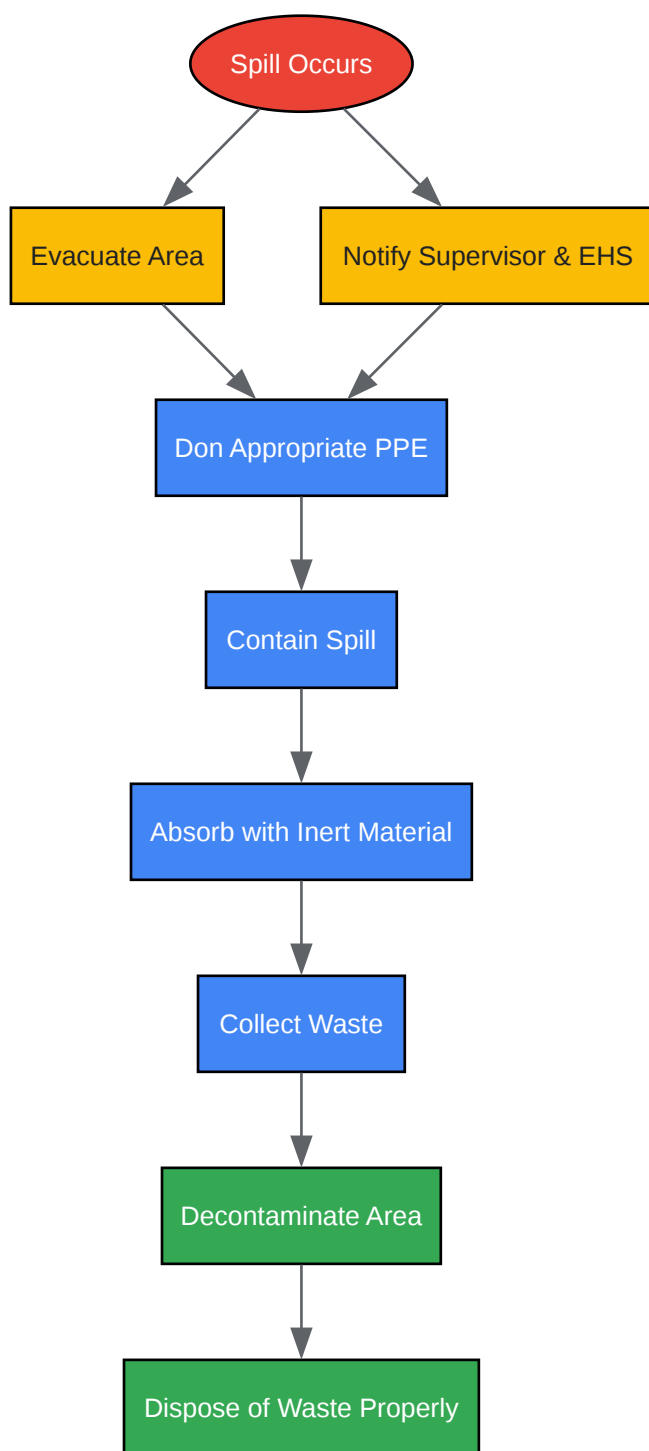 Spill Occurs
Evacuate Area
Notify Supervisor & EHS
Don Appropriate PPE
Contain Spill
Absorb with Inert Material
Collect Waste
Decontaminate Area
Dispose of Waste Properly